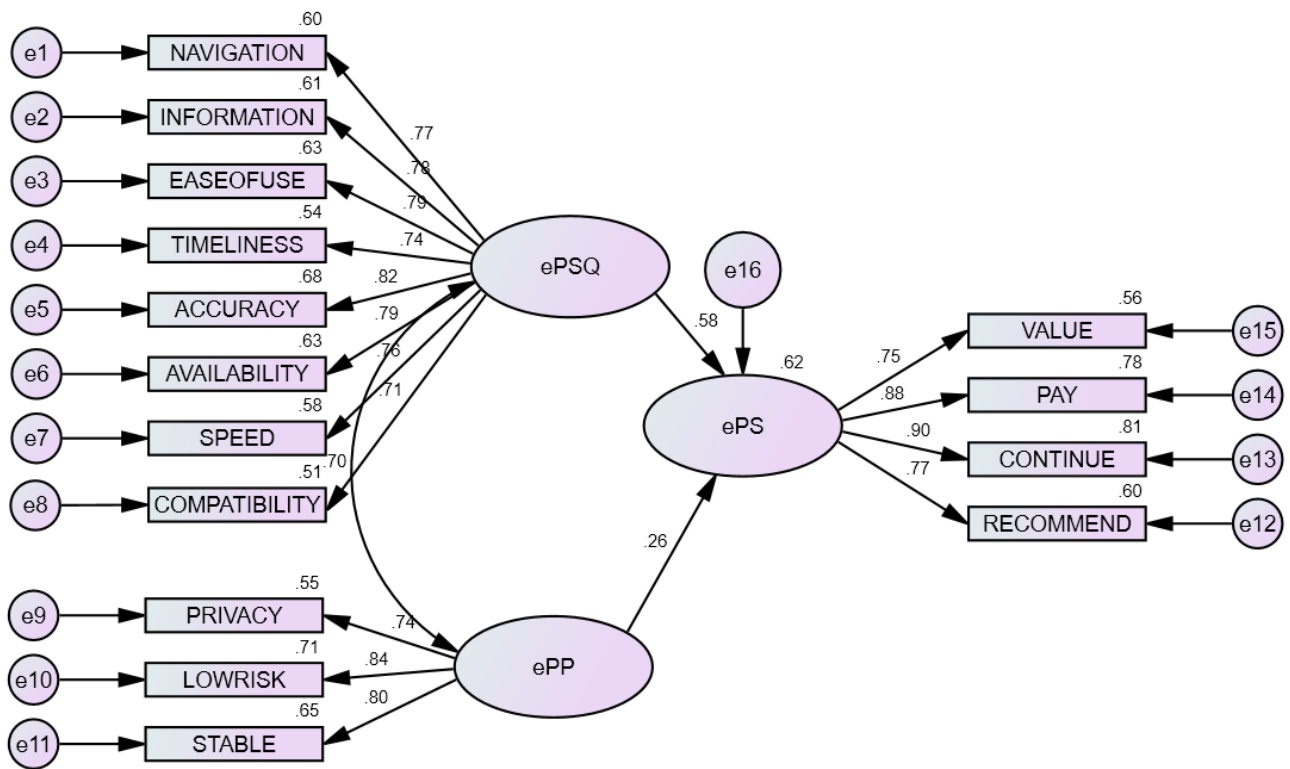 .60
e1
NAVIGATION
.61
e2
INFORMATION
.63
e3
EASEOFUSE
.54
e4
TIMELINESS
.68
e5
ACCURACY
.63
e6
AVAILABILITY
.58
e7
SPEED
.51
e8
COMPATIBILITY
.77
.78
.79
.74
.82
.79
.76
.71
.70
ePSQ
.58
e16
.62
ePS
.26
.55
e9
PRIVACY
.71
e10
LOWRISK
.65
e11
STABLE
.74
.84
.80
ePP
.75
.88
.90
.77
.56
VALUE
e15
.78
PAY
e14
.81
CONTINUE
e13
.60
RECOMMEND
e12